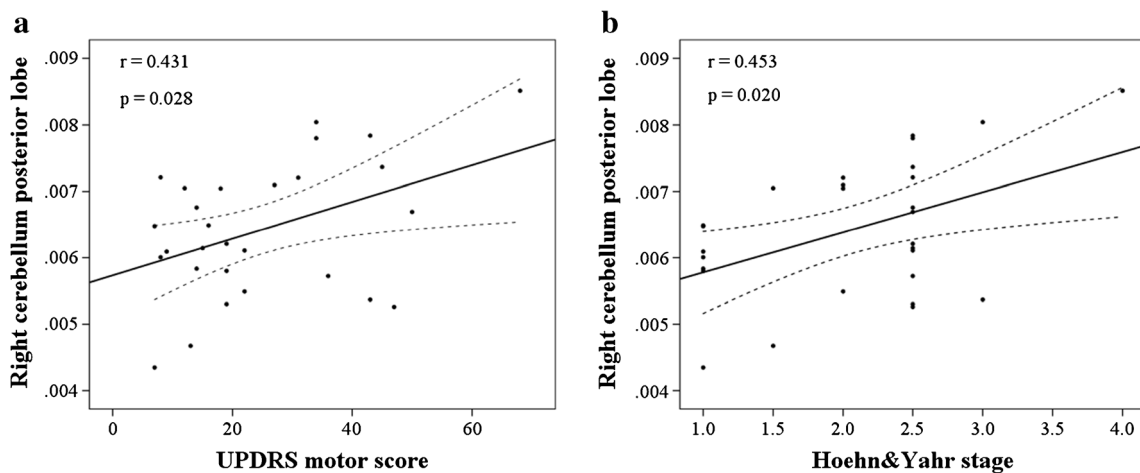 a
r = 0.431
p = 0.028
.009
.008
.007
.006
.005
.004
Right cerebellum posterior lobe
0 20 40 60
UPDRS motor score
b
r = 0.453
p = 0.020
.009
.008
.007
.006
.005
.004
Right cerebellum posterior lobe
1.0 1.5 2.0 2.5 3.0 3.5 4.0
Hoehn&Yahr stage